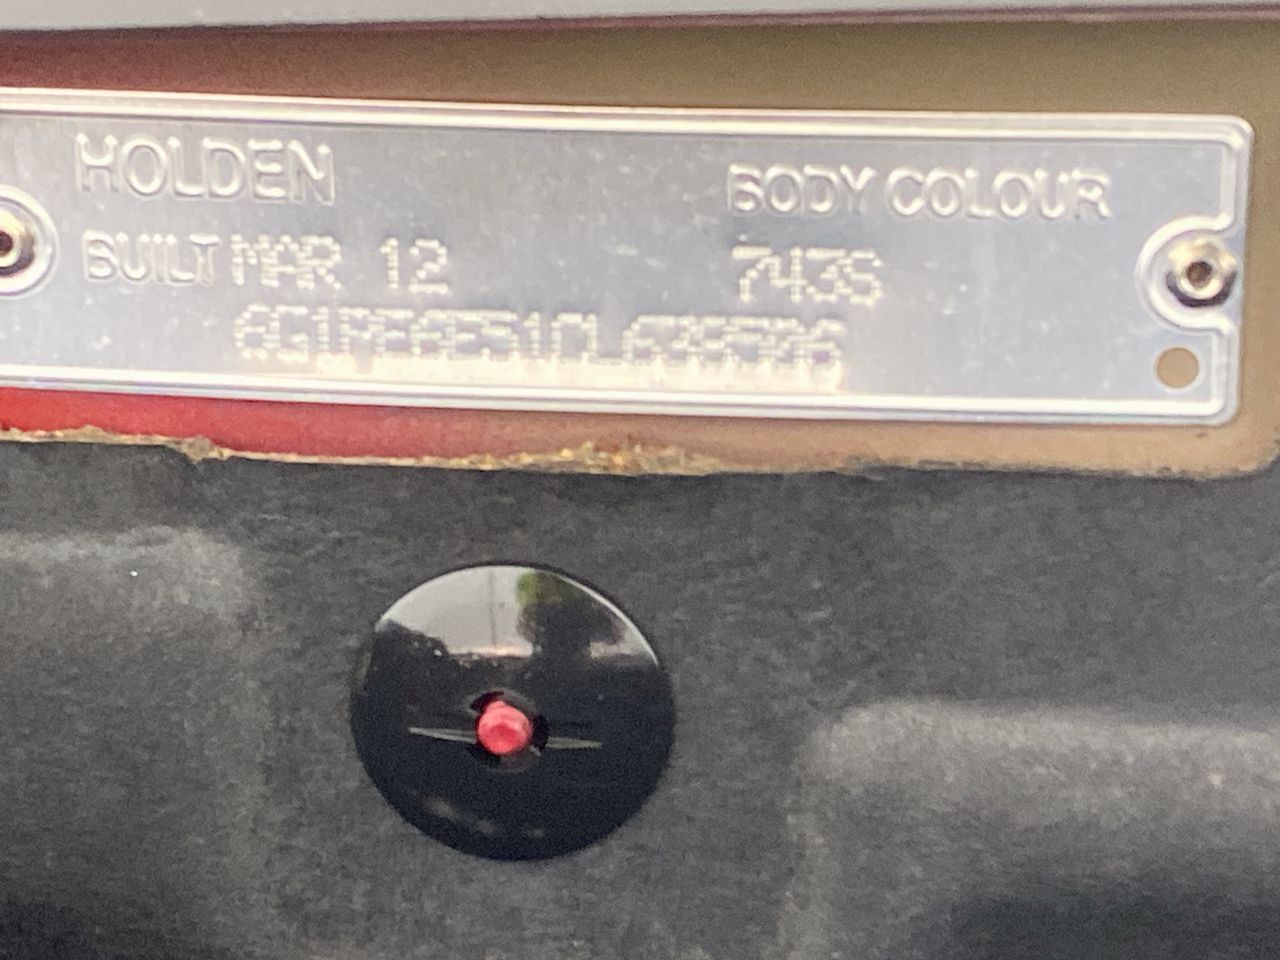 HOLDEN
BODY COLOUR
BUILT MAR 12
743S